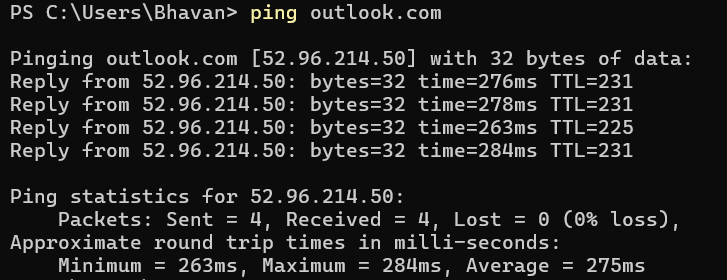 PS C:\Users\Bhavan> ping outlook.com
Pinging outlook.com [52.96.214.50] with 32 bytes of data:
Reply from 52.96.214.50: bytes=32 time=276ms TTL=231
Reply from 52.96.214.50: bytes=32 time=278ms TTL=231
Reply from 52.96.214.50: bytes=32 time=263ms TTL=225
Reply from 52.96.214.50: bytes=32 time=284ms TTL=231
Ping statistics for 52.96.214.50:
    Packets: Sent = 4, Received = 4, Lost = 0 (0% loss),
Approximate round trip times in milli-seconds:
    Minimum = 263ms, Maximum = 284ms, Average = 275ms